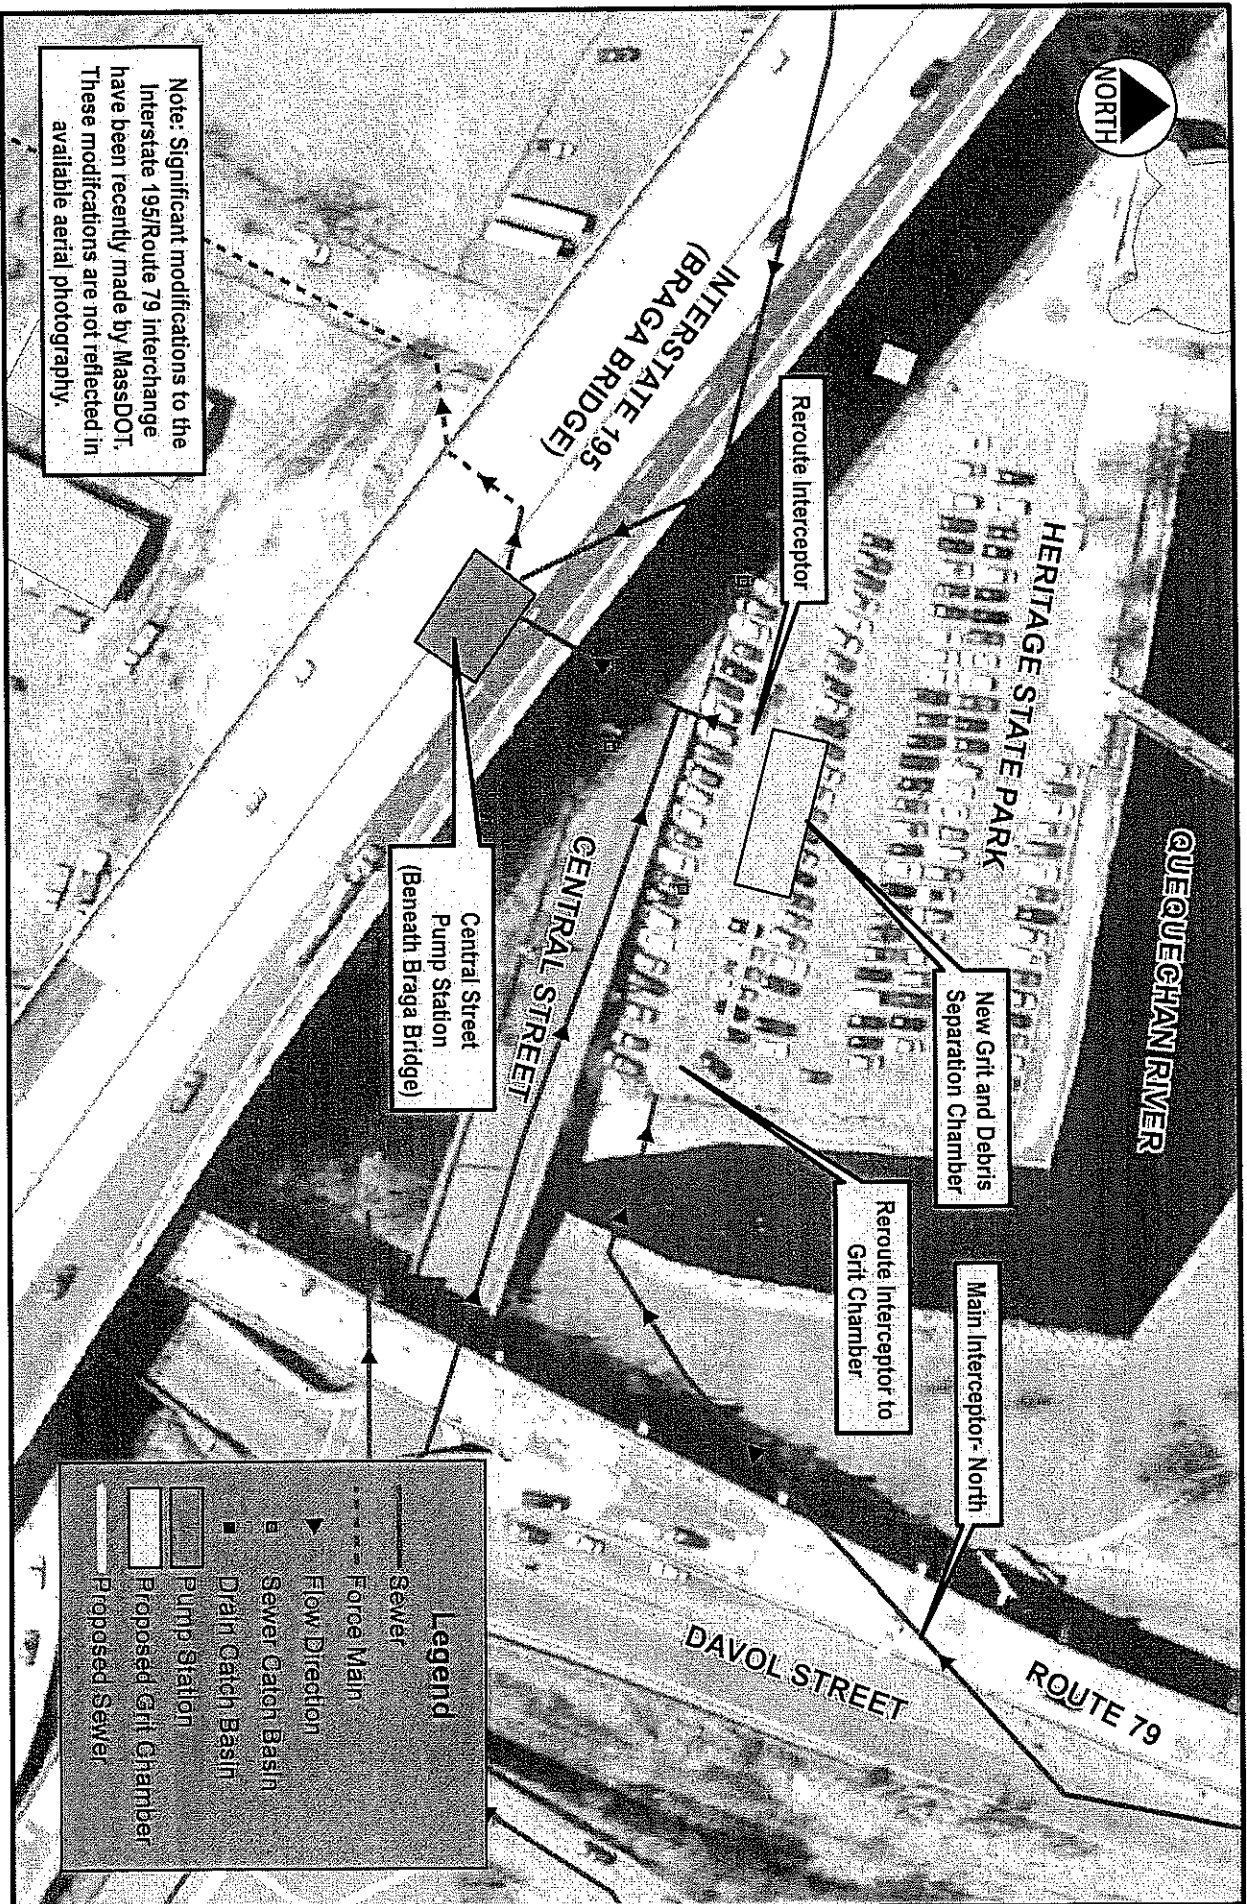 NORTH
QUEQUECHAN RIVER
HERITAGE STATE PARK
ROUTE 79
DAVOL STREET
CENTRAL STREET
INTERSTATE 195
(BRAGA BRIDGE)
Main Interceptor- North
New Grit and Debris
Separation Chamber
Reroute Interceptor to
Grit Chamber
Reroute Interceptor
Central Street
Pump Station
(Beneath Braga Bridge)
Note: Significant modifications to the
Interstate 195/Route 79 interchange
have been recently made by MassDOT.
These modifcations are not reflected in
available aerial photography.
Legend
Sewer
Force Main
Flow Direction
Sewer Catch Basin
Drain Catch Basin
Pump Station
Proposed Grit Chamber
Proposed Sewer